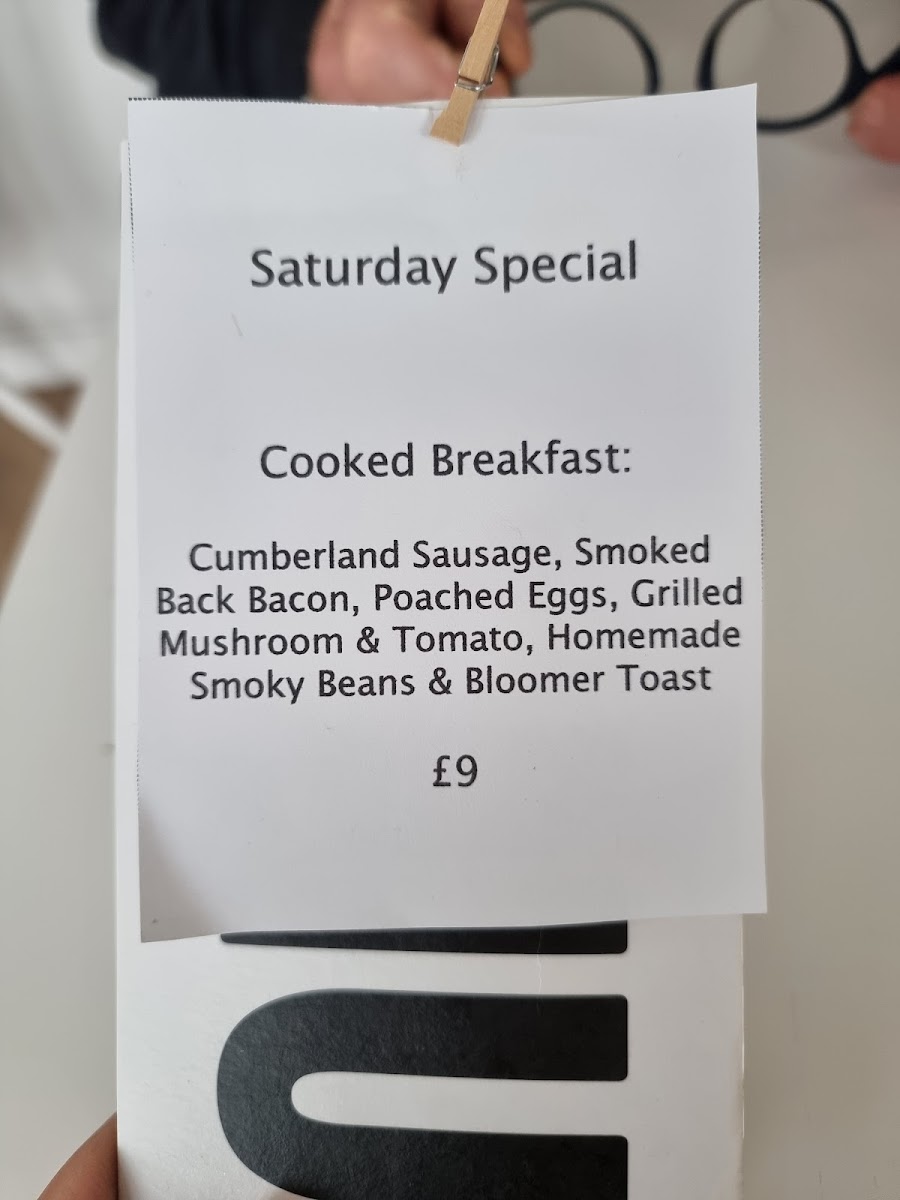 Saturday Special
Cooked Breakfast:
Cumberland Sausage, Smoked
Back Bacon, Poached Eggs, Grilled
Mushroom & Tomato, Homemade
Smoky Beans & Bloomer Toast
£9